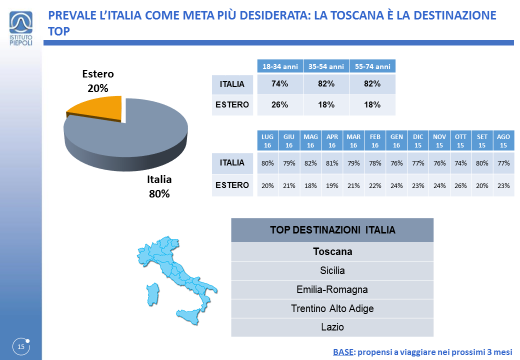 PREVALE L'ITALIA COME META PIÙ DESIDERATA: LA TOSCANA È LA DESTINAZIONE
TOP
ISTITUTO
PIEPOLI
Estero
20%
Italia
80%
18-34 anni 35-54 anni 55-74 anni
ITALIA 74% 82% 82%
ESTERO 26% 18% 18%
LUG 16 GIU 16 MAG 16 APR 16 MAR 16 FEB 16 GEN 16 DIC 15 NOV 15 OTT 15 SET 15 AGO 15
ITALIA 80% 79% 82% 81% 79% 78% 76% 77% 76% 74% 80% 77%
ESTERO 20% 21% 18% 19% 21% 22% 24% 23% 24% 26% 20% 23%
TOP DESTINAZIONI ITALIA
Toscana
Sicilia
Emilia-Romagna
Trentino Alto Adige
Lazio
15
BASE: propensi a viaggiare nei prossimi 3 mesi